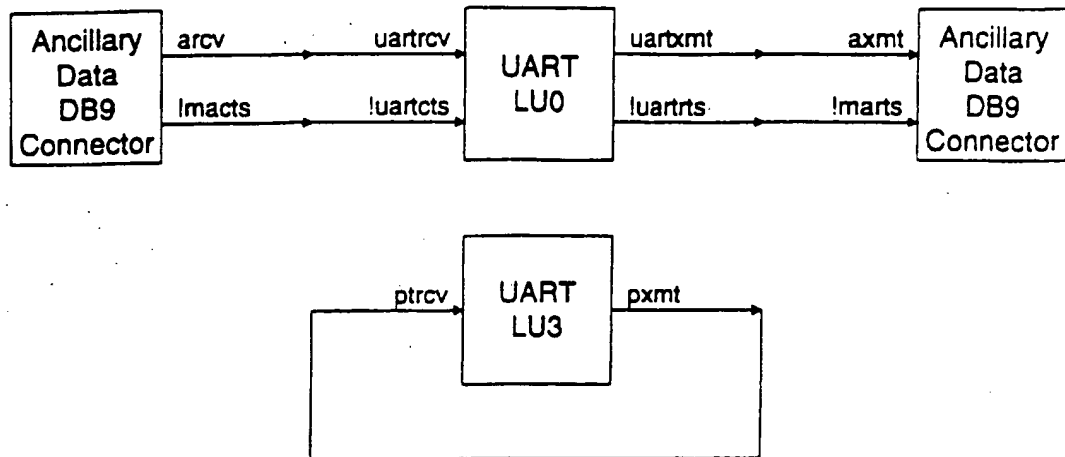 Ancillary
Data
DB9
Connector
arcv
uartrcv
!macts
!uartcts
UART
LU0
uartxmt
axmt
!uartrts
!marts
Ancillary
Data
DB9
Connector
ptrcv
UART
LU3
pxmt